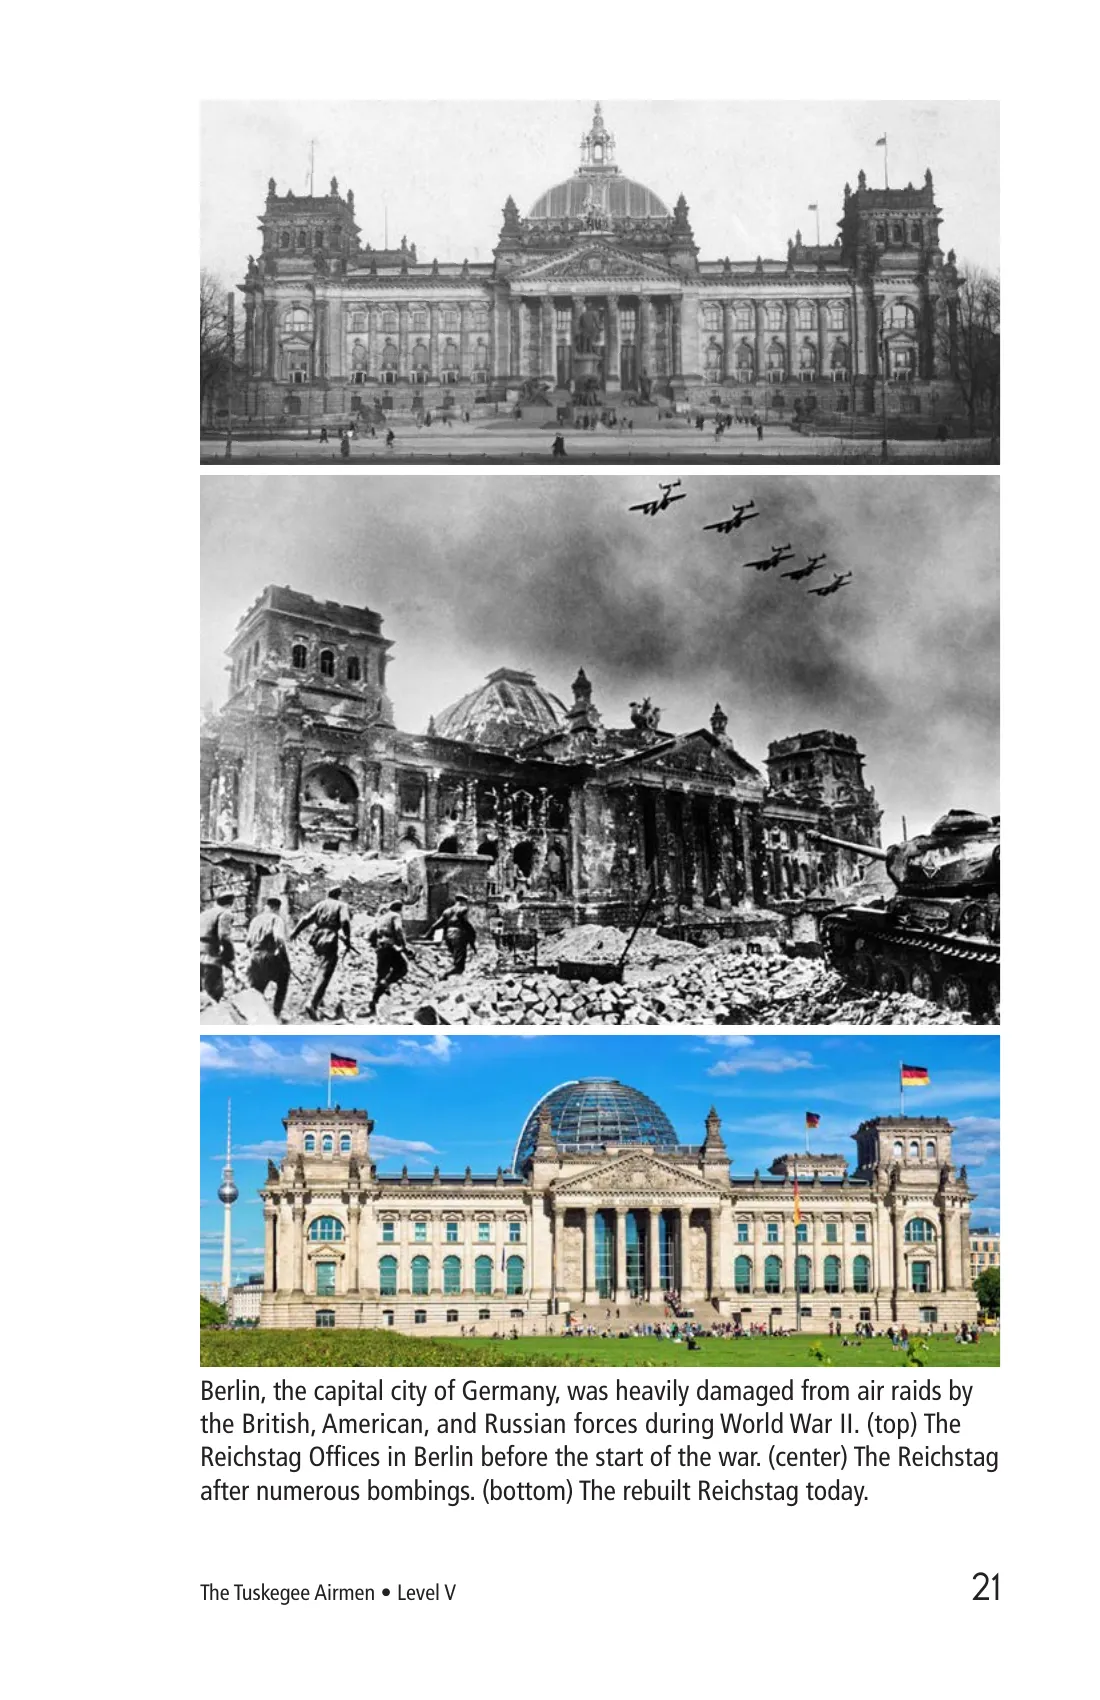 Berlin, the capital city of Germany, was heavily damaged from air raids by
the British, American, and Russian forces during World War II. (top) The
Reichstag Offices in Berlin before the start of the war. (center) The Reichstag
after numerous bombings. (bottom) The rebuilt Reichstag today.
The Tuskegee Airmen • Level V 21